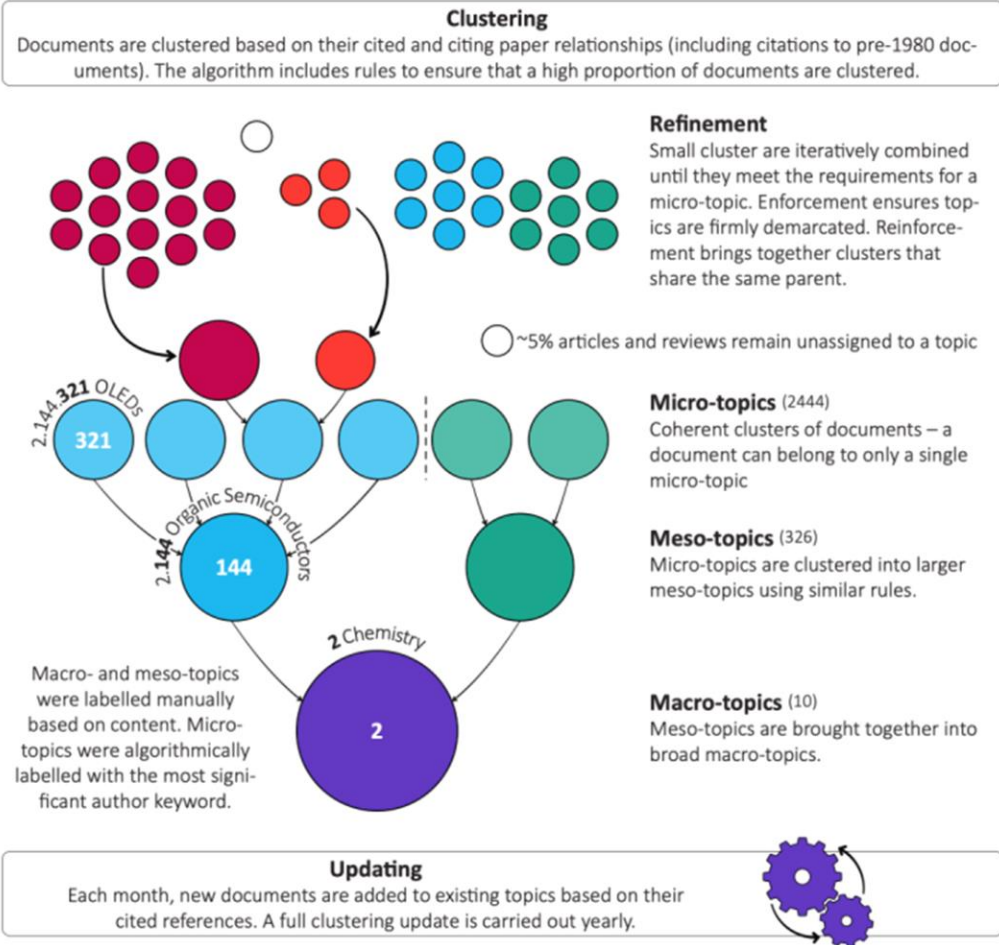 Clustering
Documents are clustered based on their cited and citing paper relationships (including citations to pre-1980 doc-
uments). The algorithm includes rules to ensure that a high proportion of documents are clustered.
Refinement
Small cluster are iteratively combined
until they meet the requirements for a
micro-topic. Enforcement ensures top-
ics are firmly demarcated. Reinforce-
ment brings together clusters that
share the same parent.
~5% articles and reviews remain unassigned to a topic
2.144.321 OLEDs
321
Micro-topics (2444)
Coherent clusters of documents – a
document can belong to only a single
micro-topic
2.144 Organic Semiconductors
144
Meso-topics (326)
Micro-topics are clustered into larger
meso-topics using similar rules.
2 Chemistry
2
Macro-topics (10)
Meso-topics are brought together into
broad macro-topics.
Macro- and meso-topics
were labelled manually
based on content. Micro-
topics were algorithmically
labelled with the most signi-
ficant author keyword.
Updating
Each month, new documents are added to existing topics based on their
cited references. A full clustering update is carried out yearly.